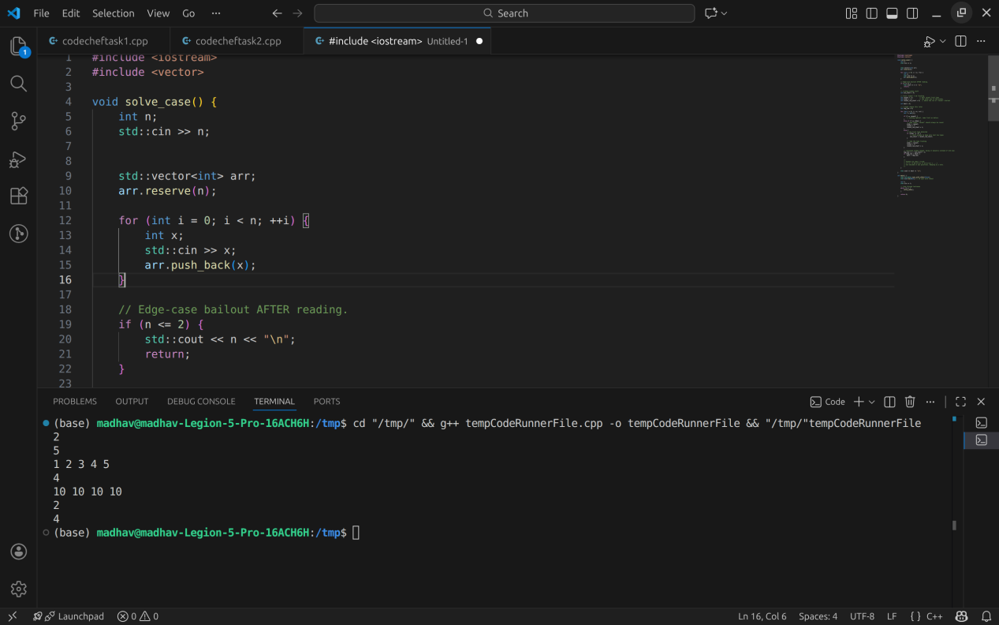 File Edit Selection View Go ··· Search
codecheftask1.cpp codecheftask2.cpp #include <iostream> Untitled-1
1 #include <iostream>
2 #include <vector>
3
4 void solve_case() {
5 int n;
6 std::cin >> n;
7
8
9 std::vector<int> arr;
10 arr.reserve(n);
11
12 for (int i = 0; i < n; ++i) {
13 int x;
14 std::cin >> x;
15 arr.push_back(x);
16 }
17
18 // Edge-case bailout AFTER reading.
19 if (n <= 2) {
20 std::cout << n << "\n";
21 return;
22 }
23
PROBLEMS OUTPUT DEBUG CONSOLE TERMINAL PORTS Code
(base) madhav@madhav-Legion-5-Pro-16ACH6H:/tmp$ cd "/tmp/" && g++ tempCodeRunnerFile.cpp -o tempCodeRunnerFile && "/tmp/"tempCodeRunnerFile
2
5
1 2 3 4 5
4
10 10 10 10
2
4
(base) madhav@madhav-Legion-5-Pro-16ACH6H:/tmp$
1
Launchpad 0 0 Ln 16, Col 6 Spaces: 4 UTF-8 LF {} C++